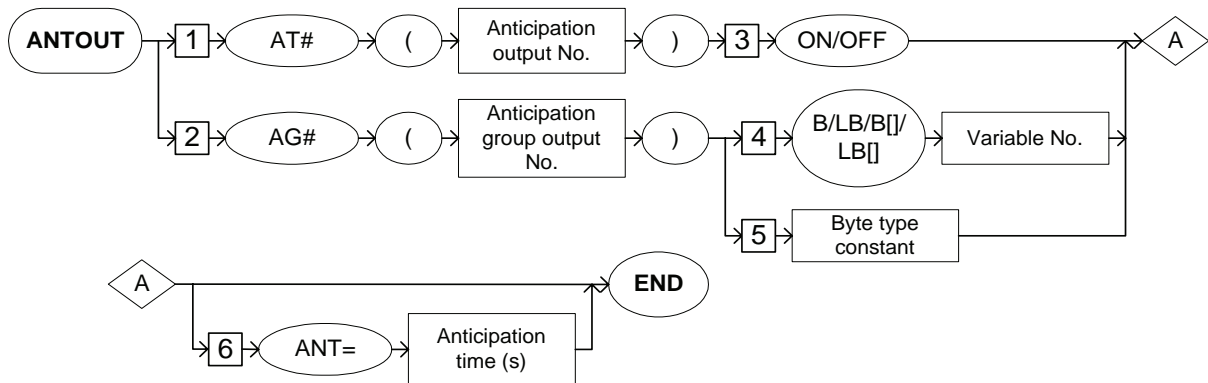 ANTOUT
1
AT#
(
Anticipation
output No.
)
3
ON/OFF
A
2
AG#
(
Anticipation
group output
No.
)
4
B/LB/B[]/
LB[]
Variable No.
5
Byte type
constant
A
END
6
ANT=
Anticipation
time (s)